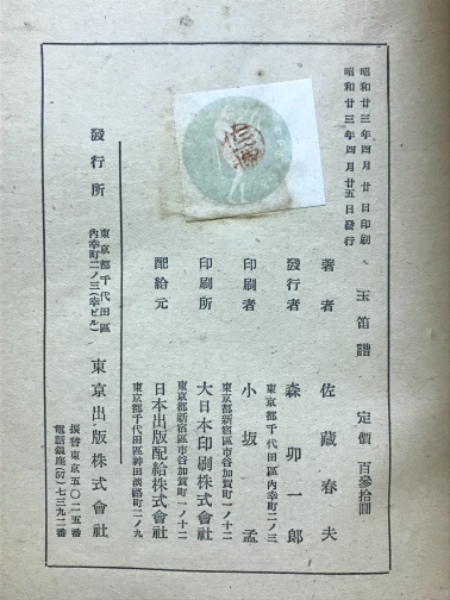 昭和廿三年四月廿日印刷
昭和廿三年四月廿五日發行
玉笛譜 定價 百參拾圓
著者 佐藏春夫
發行者 森卯一郎
東京都千代田區內幸町二ノ三
印刷者 小坂孟
東京都新宿區市谷加賀町一ノ十二
印刷所 大日本印刷株式會社
東京都新宿區市谷加賀町一ノ十二
配給元 日本出版配給株式會社
東京都千代田區神田淡路町二ノ九
發行所
東京都千代田區
內幸町二ノ三(幸ビル)
東京出版株式會社
振替東京五〇二五番
電話銀座(57)七三九二番